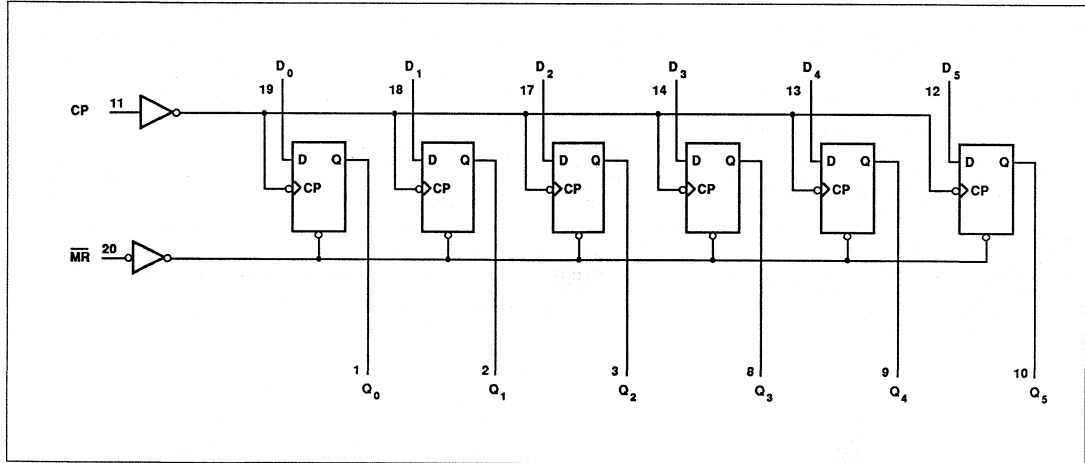 D0 D1 D2 D3 D4 D5
19 18 17 14 13 12
CP 11
D Q D Q D Q D Q D Q D Q
CP CP CP CP CP CP
MR 20
1 2 3 8 9 10
Q0 Q1 Q2 Q3 Q4 Q5